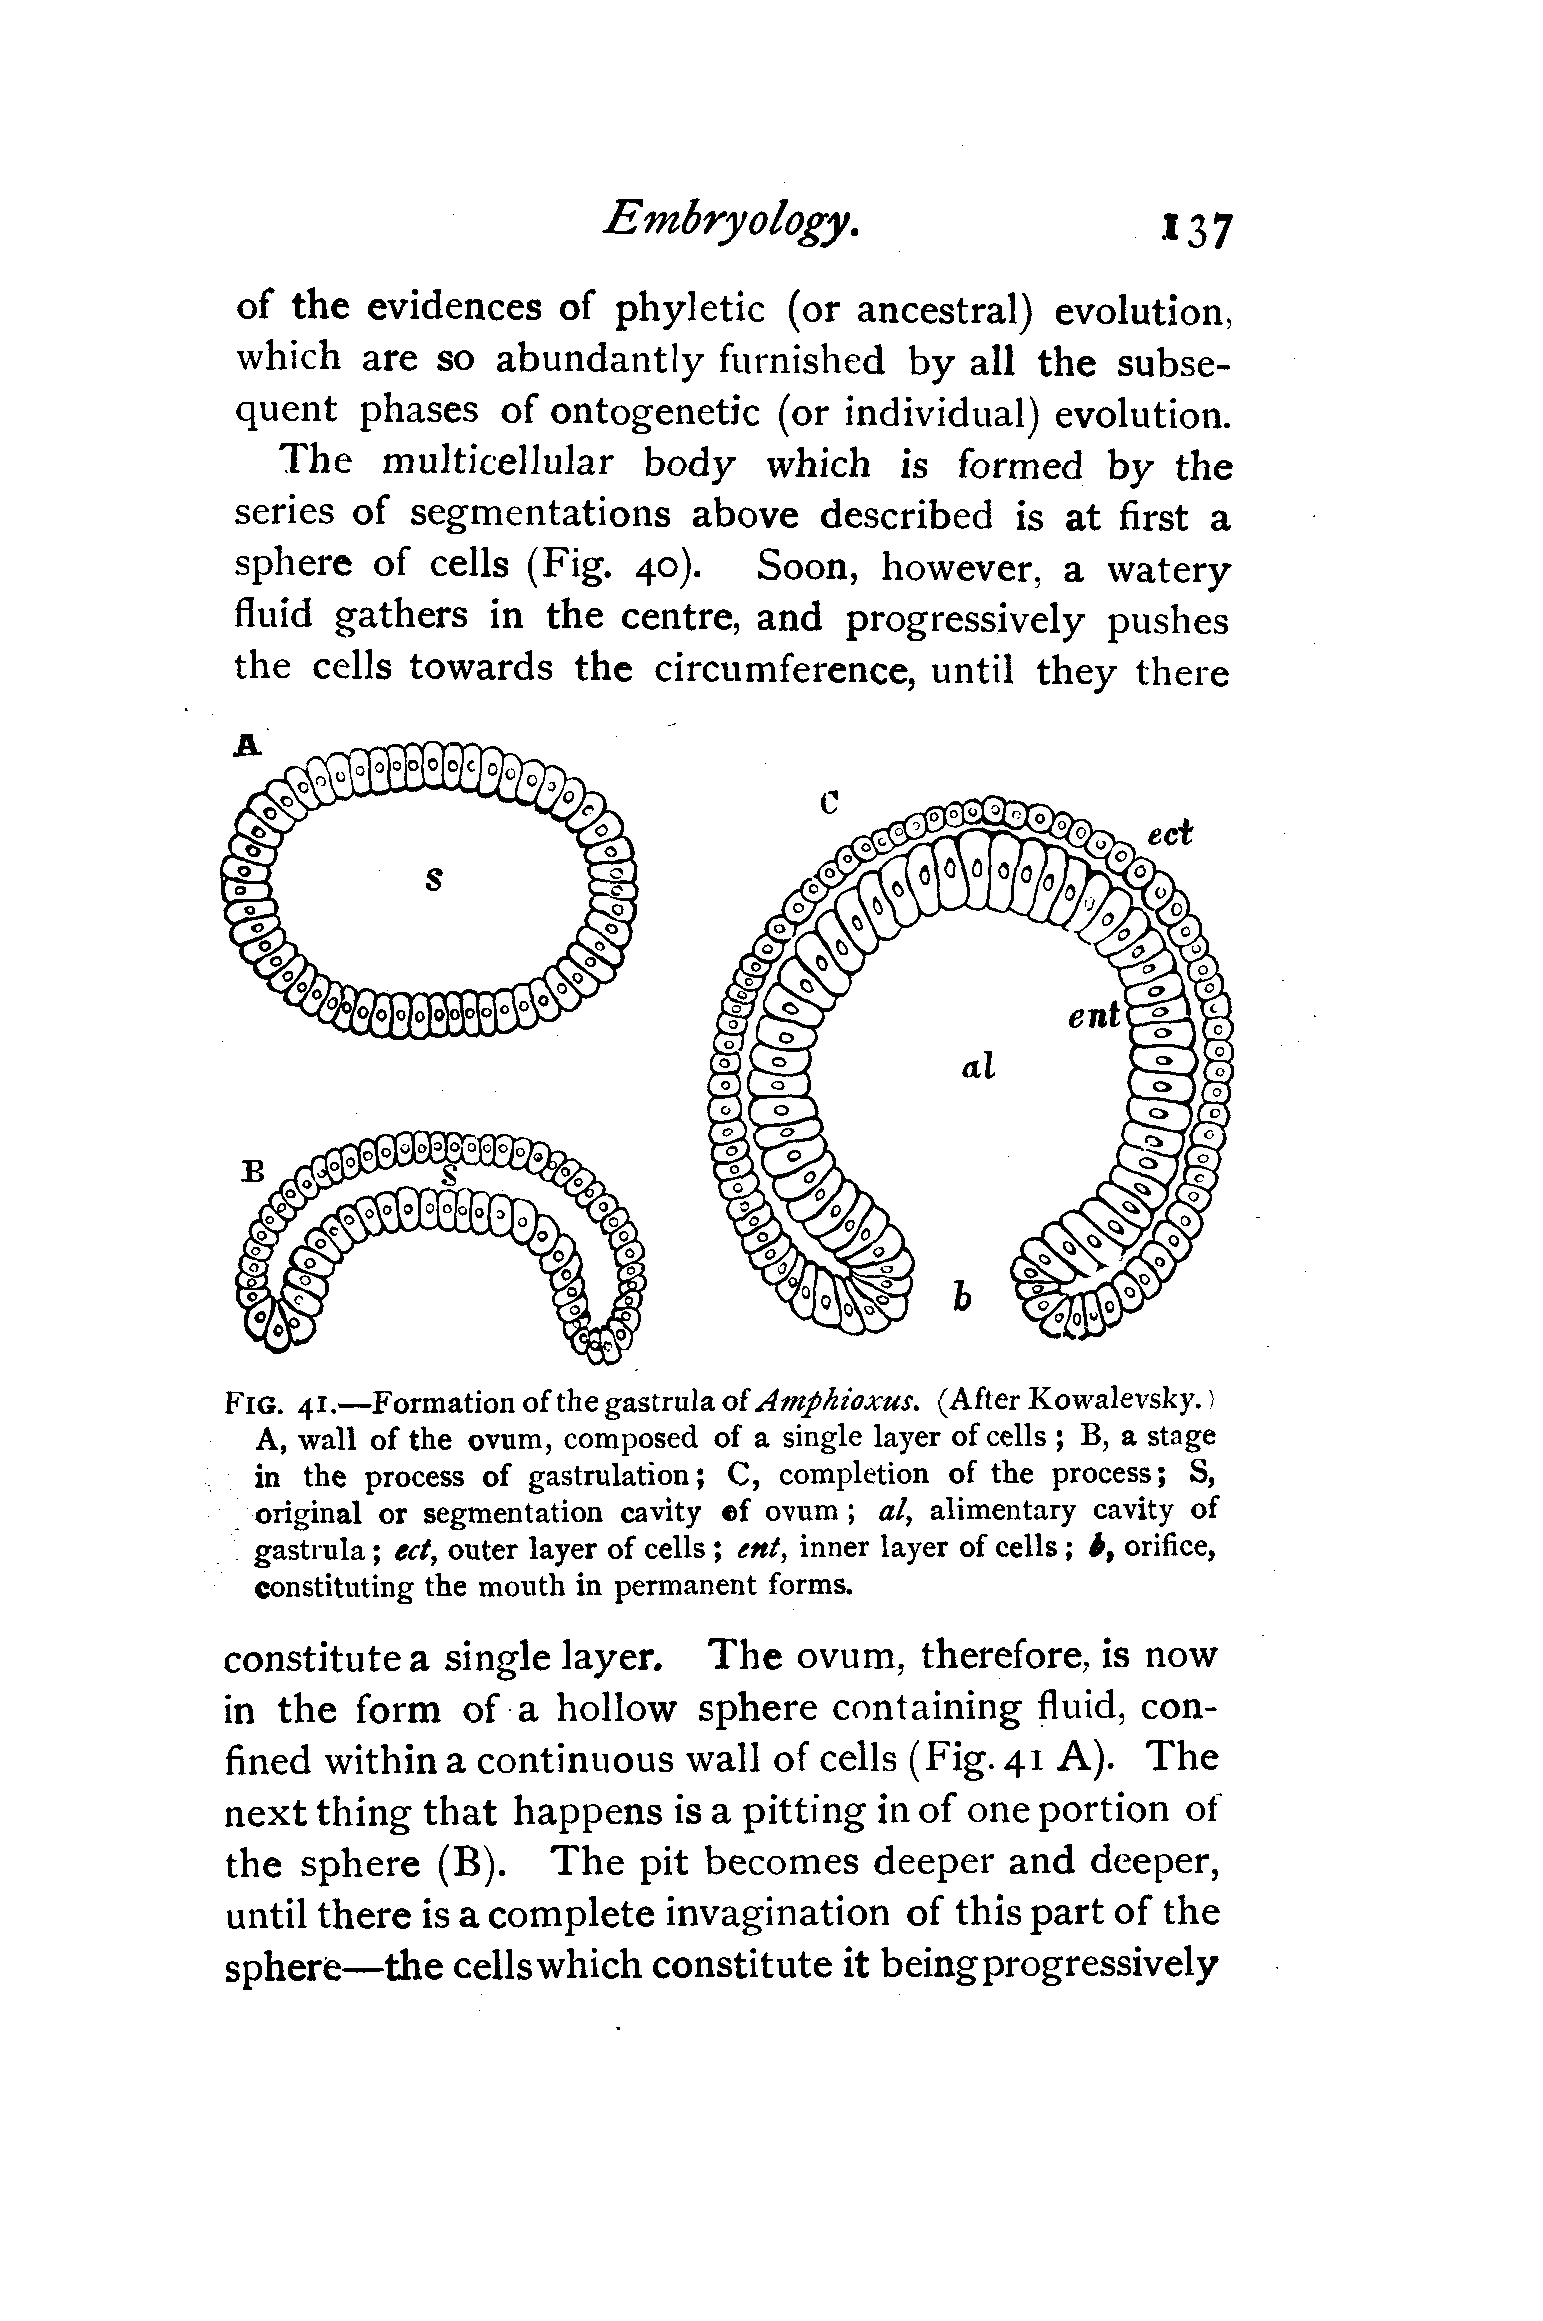 Embryology. 137
of the evidences of phyletic (or ancestral) evolution,
which are so abundantly furnished by all the subse-
quent phases of ontogenetic (or individual) evolution.
The multicellular body which is formed by the
series of segmentations above described is at first a
sphere of cells (Fig. 40). Soon, however, a watery
fluid gathers in the centre, and progressively pushes
the cells towards the circumference, until they there
A
S
B
S
C
ect
ent
al
b
FIG. 41.—Formation of the gastrula of Amphioxus. (After Kowalevsky.)
A, wall of the ovum, composed of a single layer of cells ; B, a stage
in the process of gastrulation; C, completion of the process; S,
original or segmentation cavity of ovum ; al, alimentary cavity of
gastrula ; ect, outer layer of cells ; ent, inner layer of cells ; b, orifice,
constituting the mouth in permanent forms.
constitute a single layer. The ovum, therefore, is now
in the form of a hollow sphere containing fluid, con-
fined within a continuous wall of cells (Fig. 41 A). The
next thing that happens is a pitting in of one portion of
the sphere (B). The pit becomes deeper and deeper,
until there is a complete invagination of this part of the
sphere—the cells which constitute it being progressively